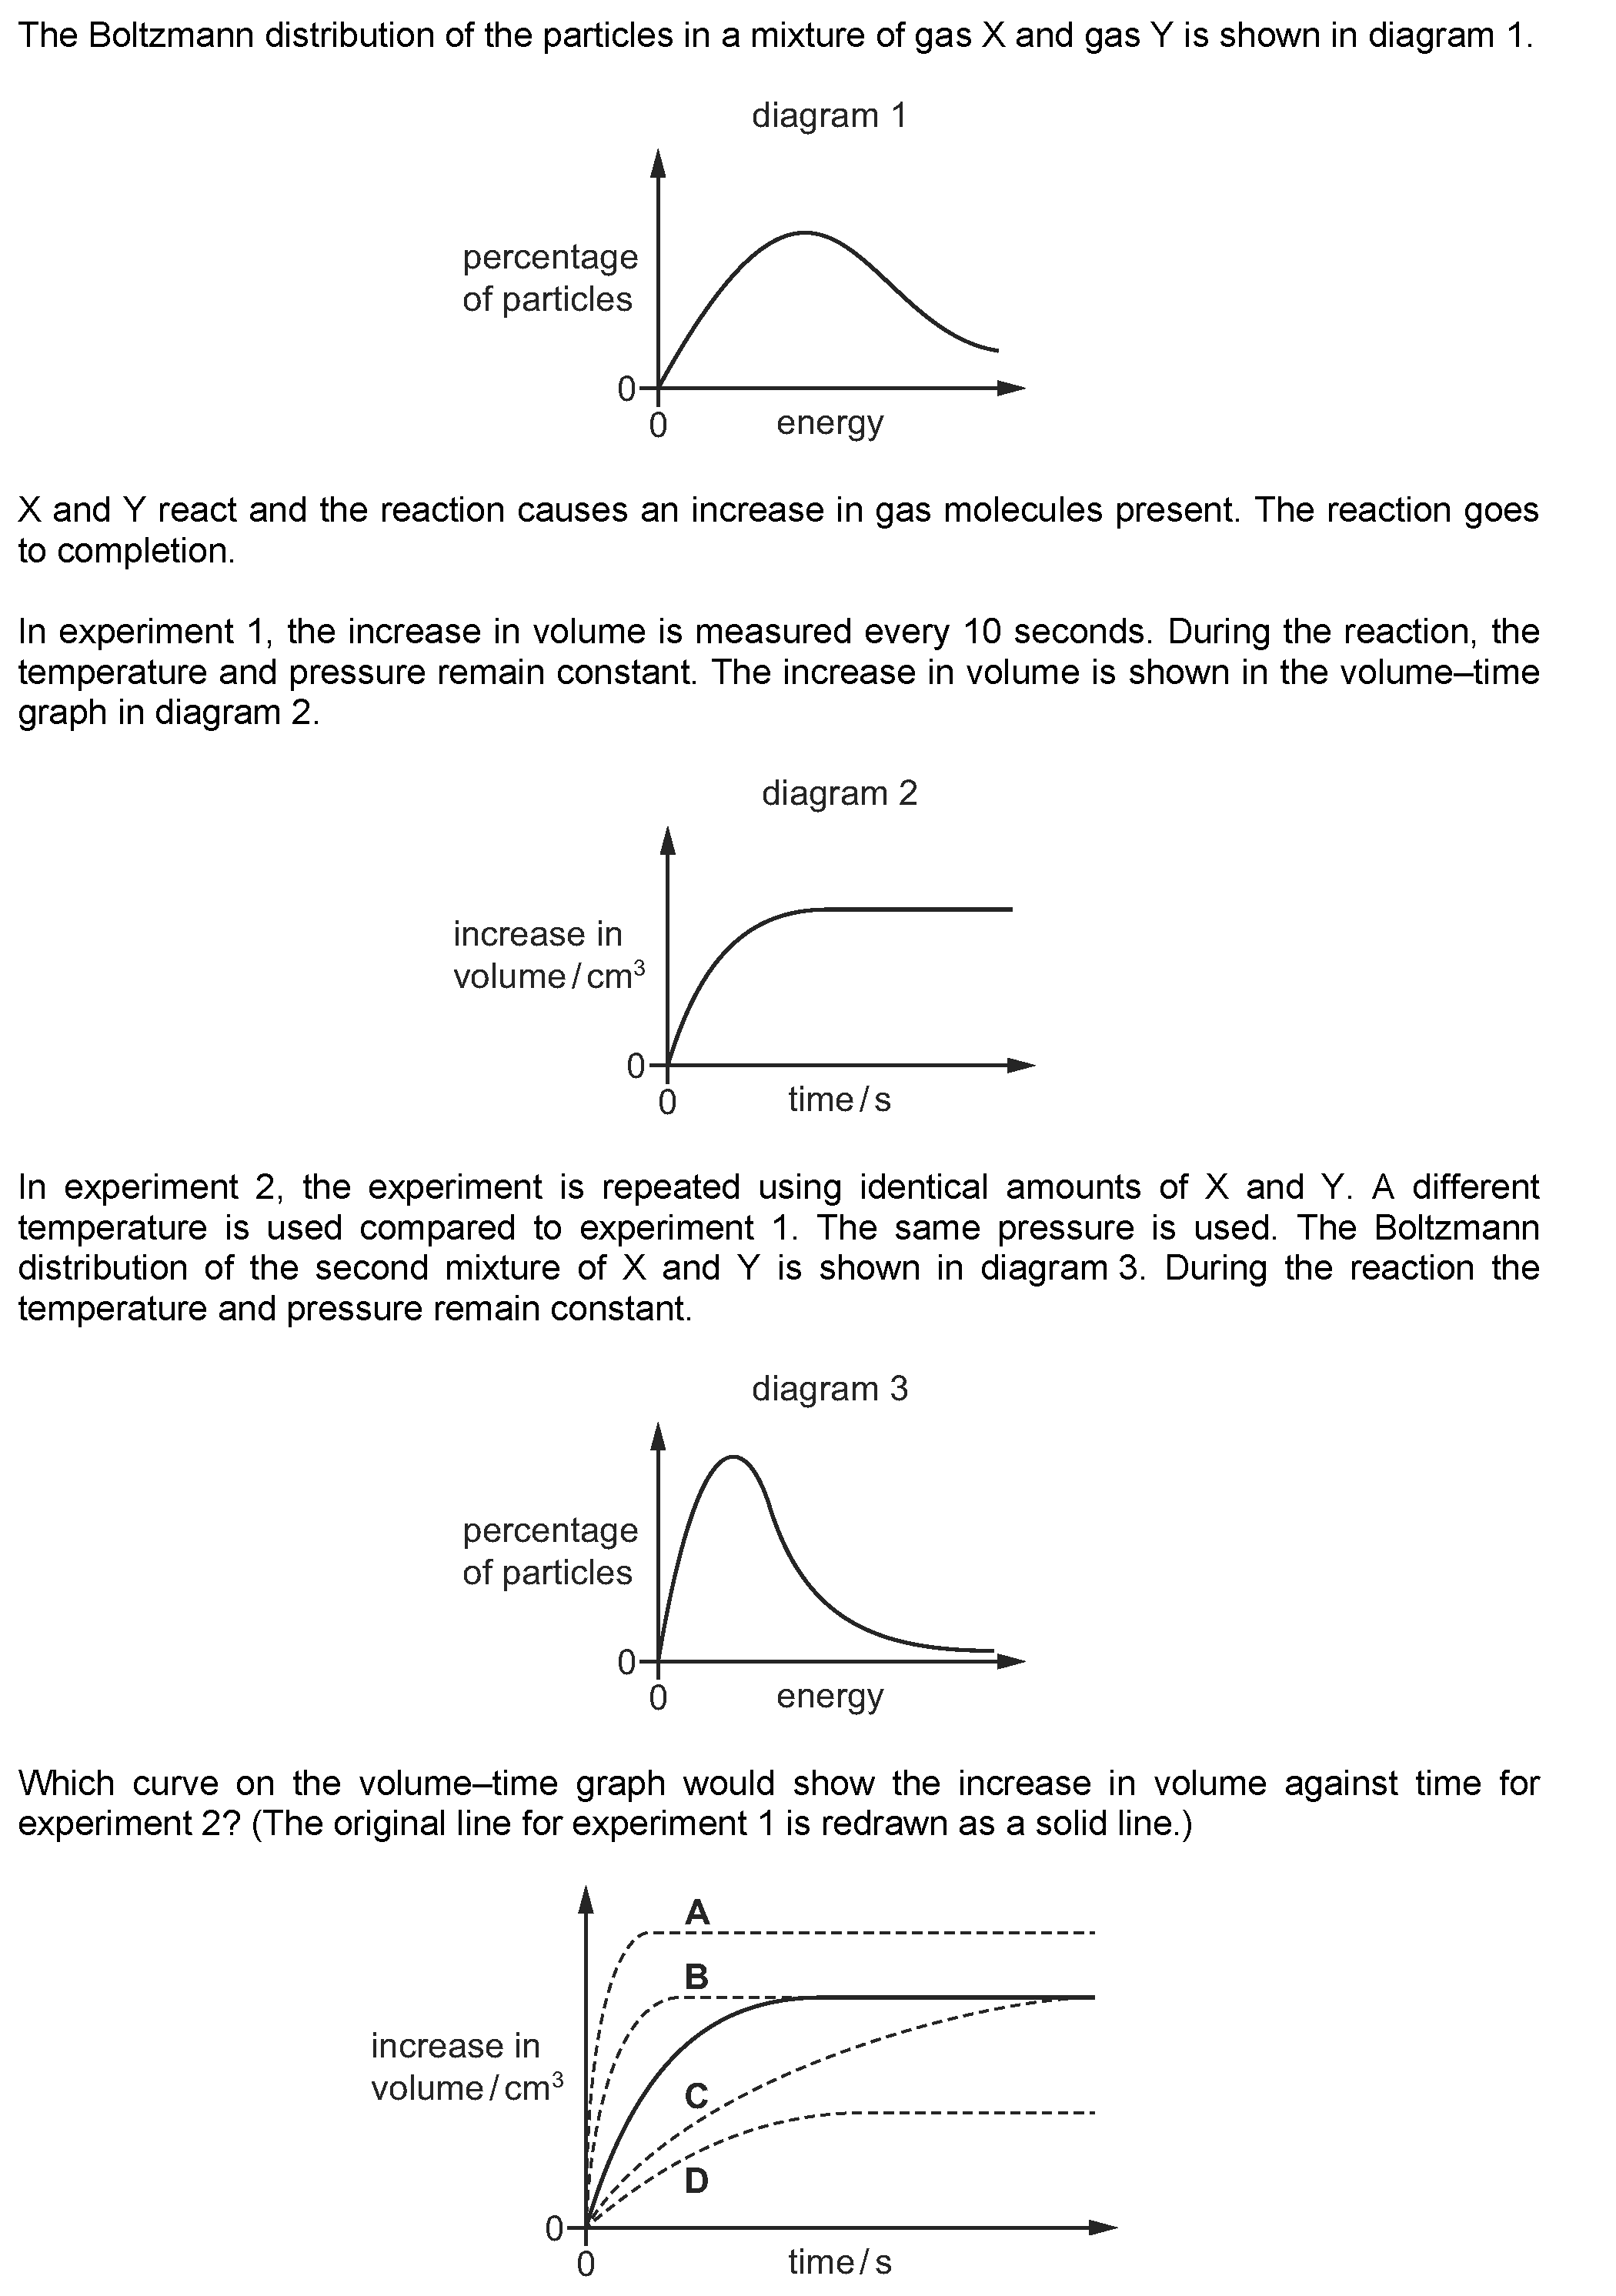 The Boltzmann distribution of the particles in a mixture of gas X and gas Y is shown in diagram 1.
diagram 1
percentage
of particles
0
0
energy
X and Y react and the reaction causes an increase in gas molecules present. The reaction goes
to completion.
In experiment 1, the increase in volume is measured every 10 seconds. During the reaction, the
temperature and pressure remain constant. The increase in volume is shown in the volume–time
graph in diagram 2.
diagram 2
increase in
volume / cm³
0
0
time / s
In experiment 2, the experiment is repeated using identical amounts of X and Y. A different
temperature is used compared to experiment 1. The same pressure is used. The Boltzmann
distribution of the second mixture of X and Y is shown in diagram 3. During the reaction the
temperature and pressure remain constant.
diagram 3
percentage
of particles
0
0
energy
Which curve on the volume–time graph would show the increase in volume against time for
experiment 2? (The original line for experiment 1 is redrawn as a solid line.)
A
B
increase in
volume / cm³
C
D
0
0
time / s